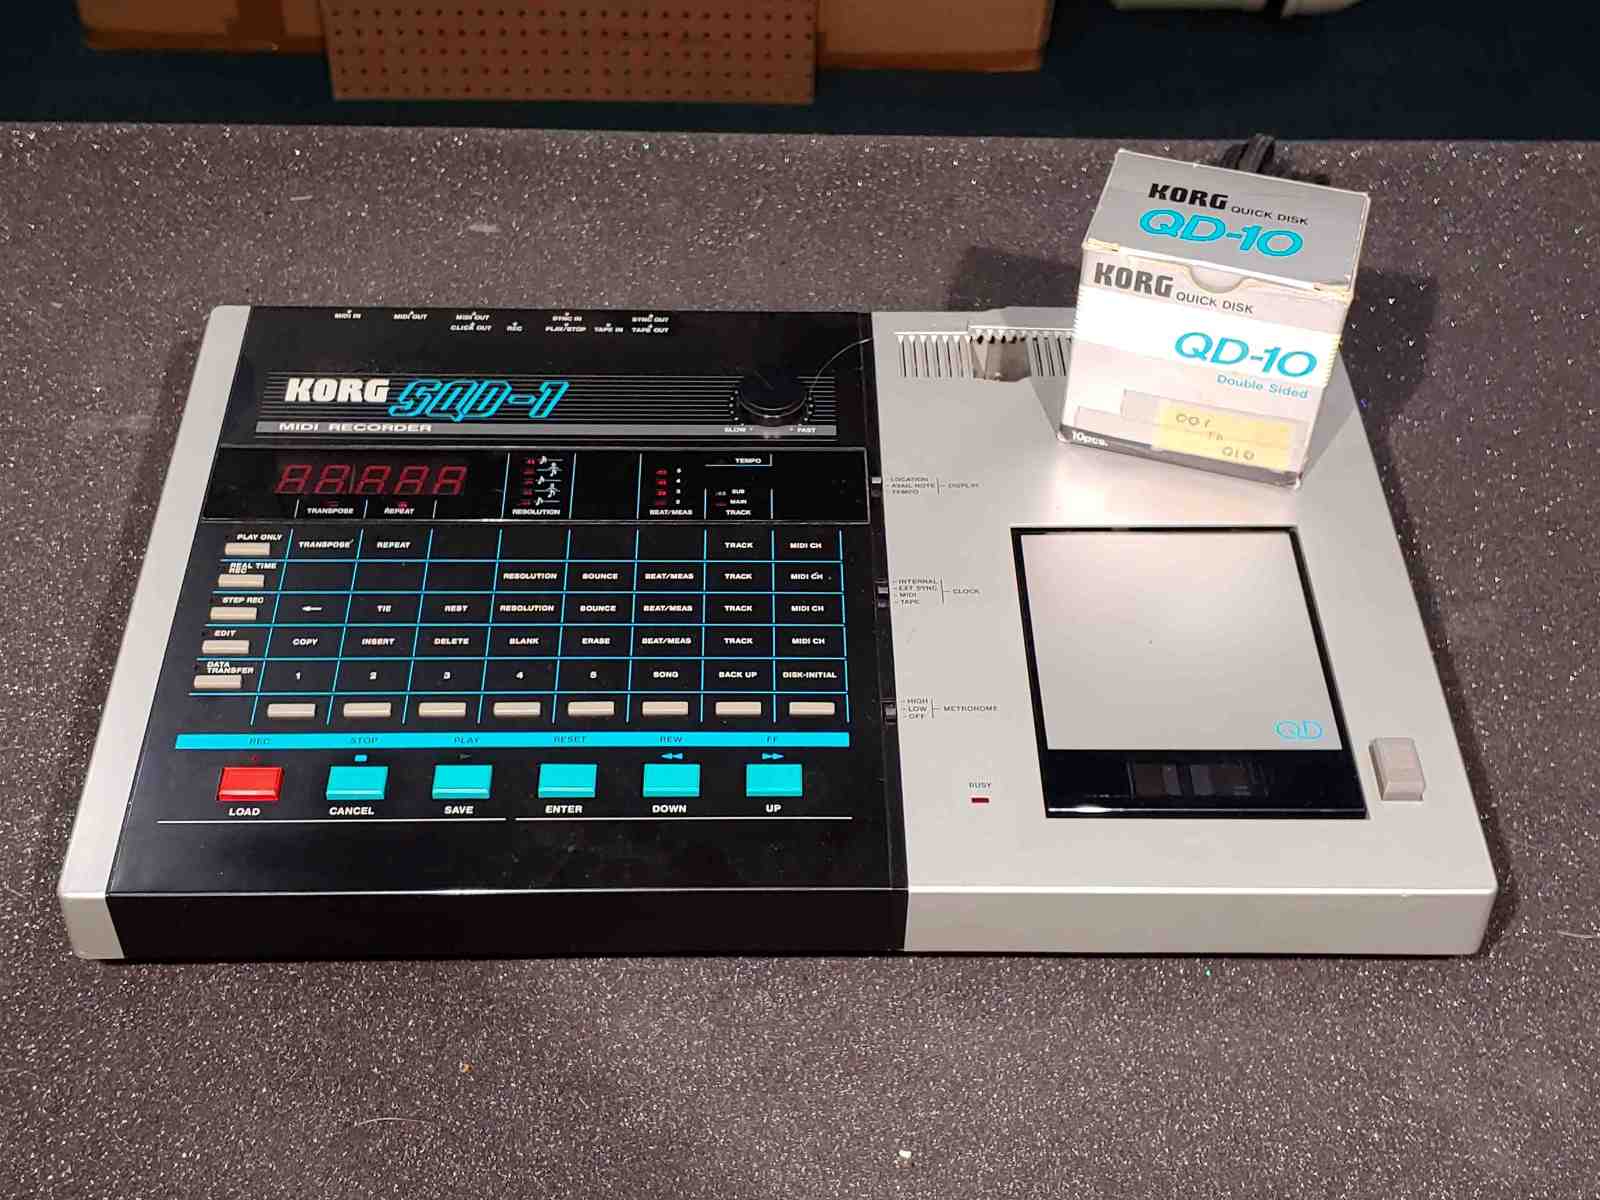 KORG QUICK DISK
QD-10
KORG QUICK DISK
QD-10
Double Sided
10pcs.
MIDI IN MIDI OUT MIDI OUT SYNC IN SYNC OUT
CLICK OUT REC PLAY/STOP TAPE IN TAPE OUT
KORG SQD-1
MIDI RECORDER
SLOW FAST
TEMPO
SUB
MAIN
TRANSPOSE REPEAT RESOLUTION BEAT/MEAS TRACK
LOCATION
AVAIL NOTE DISPLAY
TEMPO
PLAY ONLY TRANSPOSE REPEAT TRACK MIDI CH
REAL TIME REC RESOLUTION BOUNCE BEAT/MEAS TRACK MIDI CH
STEP REC ← TIE REST RESOLUTION BOUNCE BEAT/MEAS TRACK MIDI CH
EDIT COPY INSERT DELETE BLANK ERASE BEAT/MEAS TRACK MIDI CH
DATA TRANSFER 1 2 3 4 5 SONG BACK UP DISK-INITIAL
INTERNAL
EXT SYNC CLOCK
MIDI
TAPE
HIGH
LOW METRONOME
OFF
REC STOP PLAY RESET REW FF
LOAD CANCEL SAVE ENTER DOWN UP
BUSY
QD